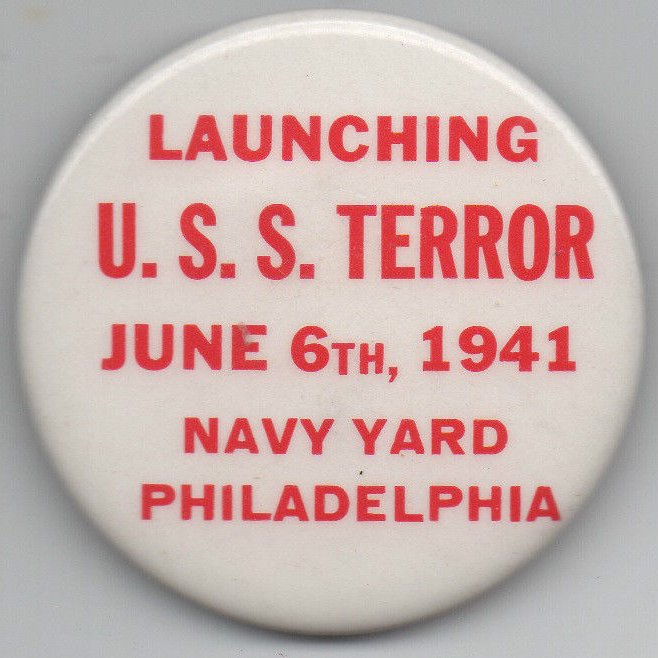 LAUNCHING
U. S. S. TERROR
JUNE 6TH, 1941
NAVY YARD
PHILADELPHIA